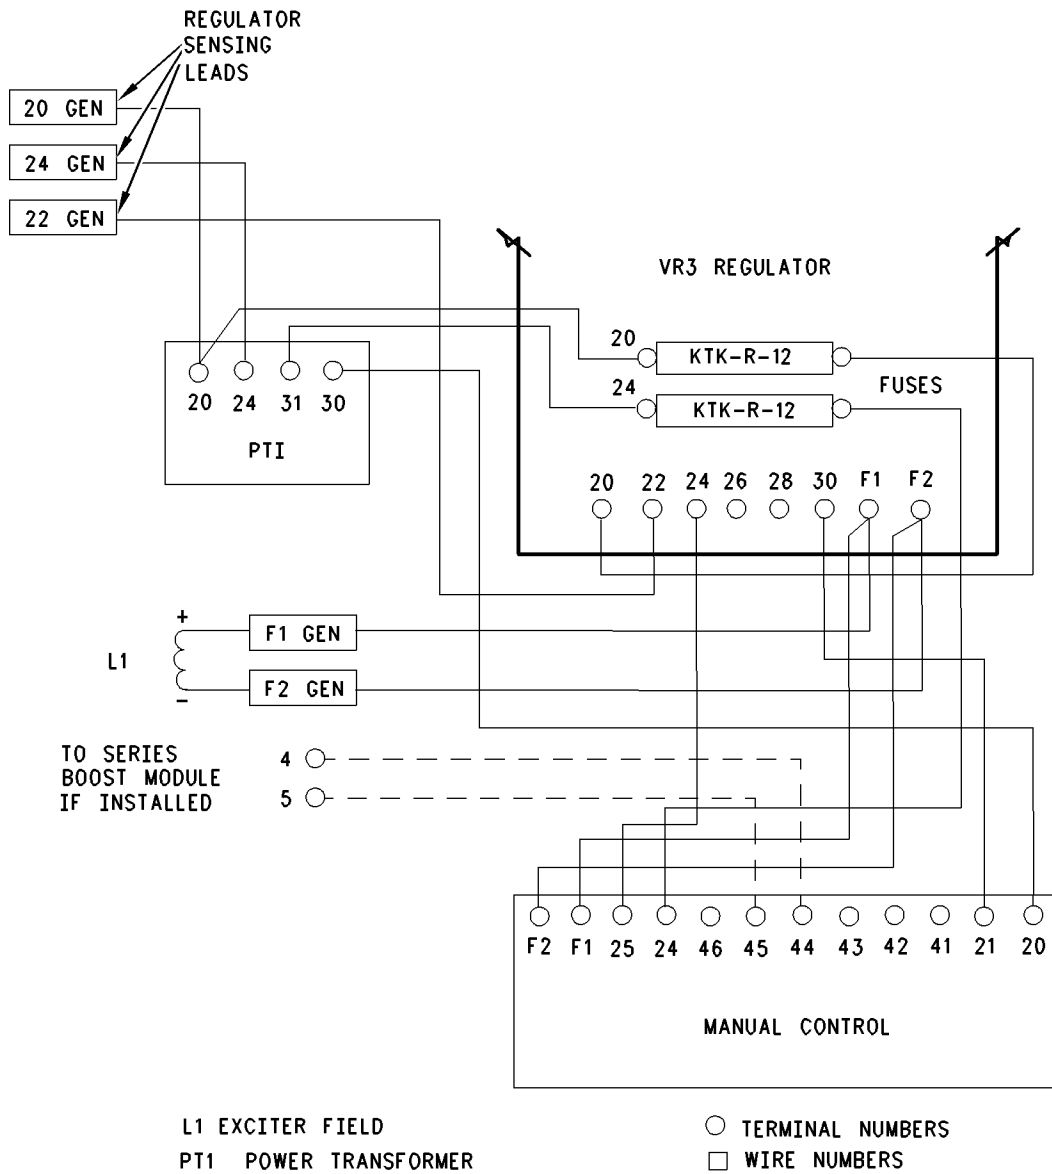 REGULATOR
SENSING
LEADS
20 GEN
24 GEN
22 GEN
VR3 REGULATOR
20
KTK-R-12
24
KTK-R-12
FUSES
20 24 31 30
PTI
20 22 24 26 28 30 F1 F2
+
F1 GEN
L1
F2 GEN
-
TO SERIES
BOOST MODULE
IF INSTALLED
4
5
F2 F1 25 24 46 45 44 43 42 41 21 20
MANUAL CONTROL
L1 EXCITER FIELD
PT1 POWER TRANSFORMER
TERMINAL NUMBERS
WIRE NUMBERS